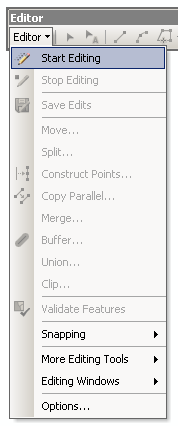 Editor
Editor
Start Editing
Stop Editing
Save Edits
Move...
Split...
Construct Points...
Copy Parallel...
Merge...
Buffer...
Union...
Clip...
Validate Features
Snapping
More Editing Tools
Editing Windows
Options...